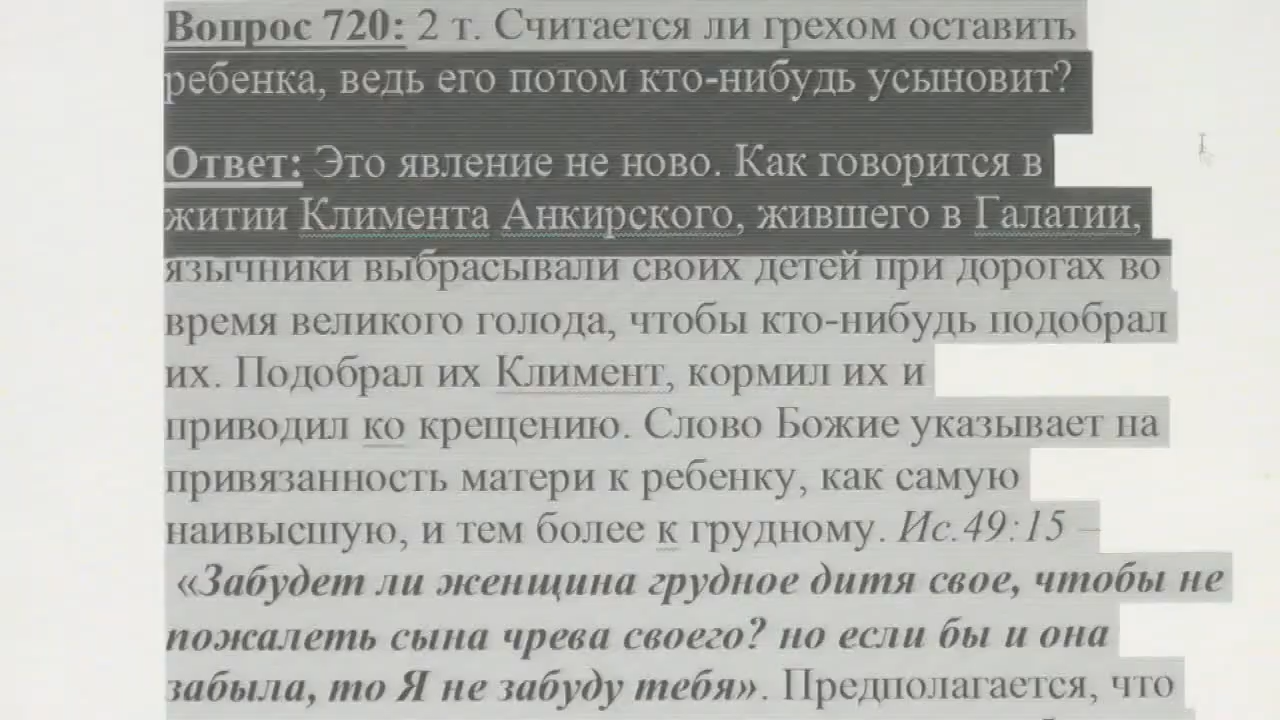 Вопрос 720: 2 т. Считается ли грехом оставить
ребенка, ведь его потом кто-нибудь усыновит?
Ответ: Это явление не ново. Как говорится в
житии Климента Анкирского, жившего в Галатии,
язычники выбрасывали своих детей при дорогах во
время великого голода, чтобы кто-нибудь подобрал
их. Подобрал их Климент, кормил их и
приводил ко крещению. Слово Божие указывает на
привязанность матери к ребенку, как самую
наивысшую, и тем более к грудному. Ис.49:15 –
«Забудет ли женщина грудное дитя свое, чтобы не
пожалеть сына чрева своего? но если бы и она
забыла, то Я не забуду тебя». Предполагается, что